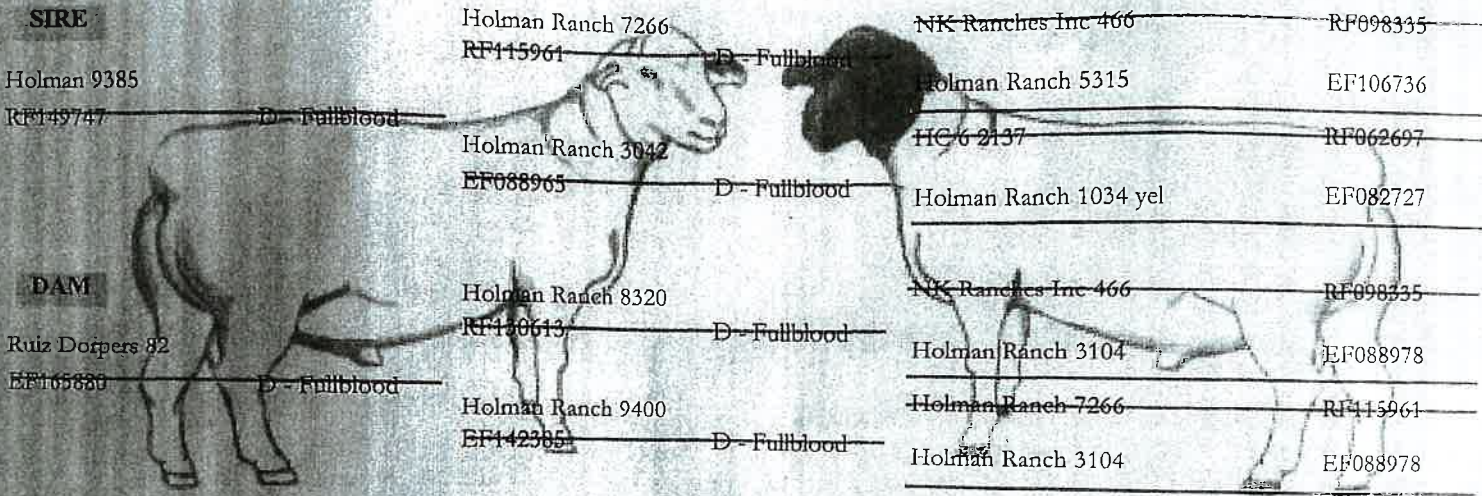 SIRE
Holman 9385
RF149747 D - Fullblood
Holman Ranch 7266
RF115961 D - Fullblood
Holman Ranch 3042
EF088965 D - Fullblood
NK Ranches Inc 466 RF098335
Holman Ranch 5315 EF106736
HC 6 2137 RF062697
Holman Ranch 1034 yel EF082727
DAM
Ruiz Dorpers 82
EF165880 D - Fullblood
Holman Ranch 8320
RF130613 D - Fullblood
Holman Ranch 9400
EF142385 D - Fullblood
NK Ranches Inc 466 RF098335
Holman Ranch 3104 EF088978
Holman Ranch 7266 RF115961
Holman Ranch 3104 EF088978